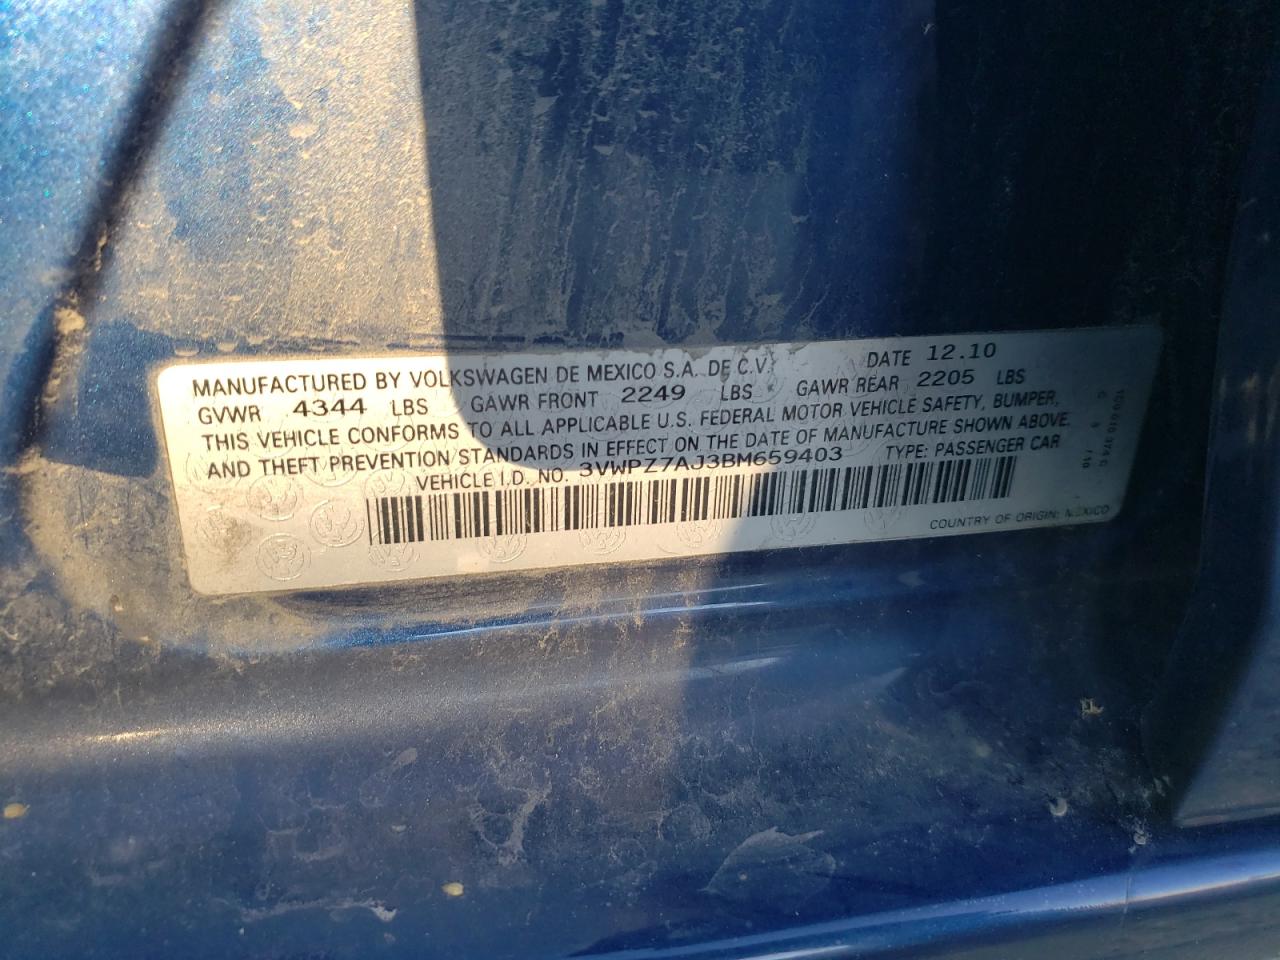 MANUFACTURED BY VOLKSWAGEN DE MEXICO S.A. DE C.V. DATE 12.10
GVWR 4344 LBS GAWR FRONT 2249 LBS GAWR REAR 2205 LBS
THIS VEHICLE CONFORMS TO ALL APPLICABLE U.S. FEDERAL MOTOR VEHICLE SAFETY, BUMPER,
AND THEFT PREVENTION STANDARDS IN EFFECT ON THE DATE OF MANUFACTURE SHOWN ABOVE.
VEHICLE I.D. NO. 3VWPZ7AJ3BM659403 TYPE: PASSENGER CAR
COUNTRY OF ORIGIN: MEXICO